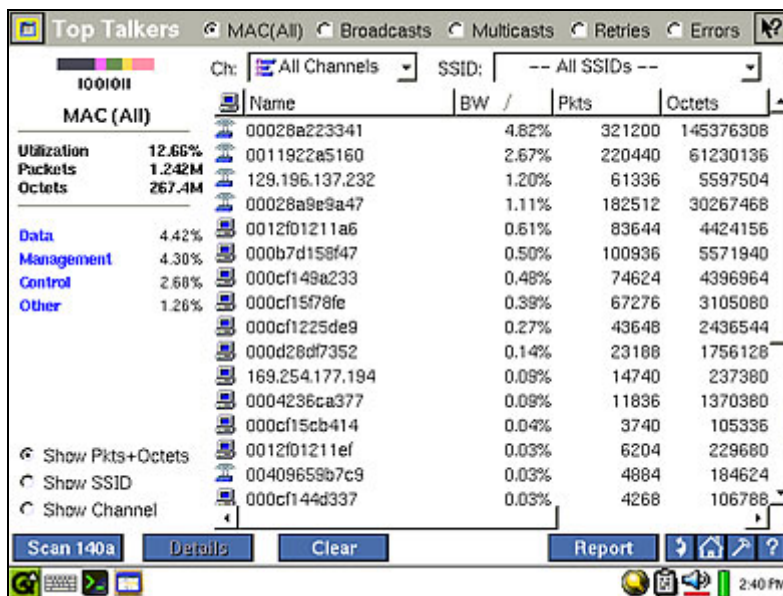 Top Talkers MAC(All) Broadcasts Multicasts Retries Errors
Ch: All Channels SSID: -- All SSIDs --
1001011
MAC (All)
Utilization 12.66%
Packets 1.242M
Octets 267.4M
Data 4.42%
Management 4.30%
Control 2.68%
Other 1.26%
Show Pkts+Octets
Show SSID
Show Channel
Name BW / Pkts Octets
00028a223341 4.82% 321200 145376308
0011922a5160 2.67% 220440 61230136
129.196.137.232 1.20% 61336 5597504
00028a9e9a47 1.11% 182512 30267468
0012f01211a6 0.61% 83644 4424156
000b7d158f47 0.50% 100936 5571940
000cf149a233 0.48% 74624 4396964
000cf15f78fe 0.39% 67276 3105080
000cf1225de9 0.27% 43648 2436544
000d28df7352 0.14% 23188 1756128
169.254.177.194 0.09% 14740 237380
0004236ca377 0.09% 11836 1370380
000cf15cb414 0.04% 3740 105336
0012f01211ef 0.03% 6204 229680
00409659b7c9 0.03% 4884 184624
000cf144d337 0.03% 4268 106788
Scan 140a Details Clear Report ?
2:40 PM